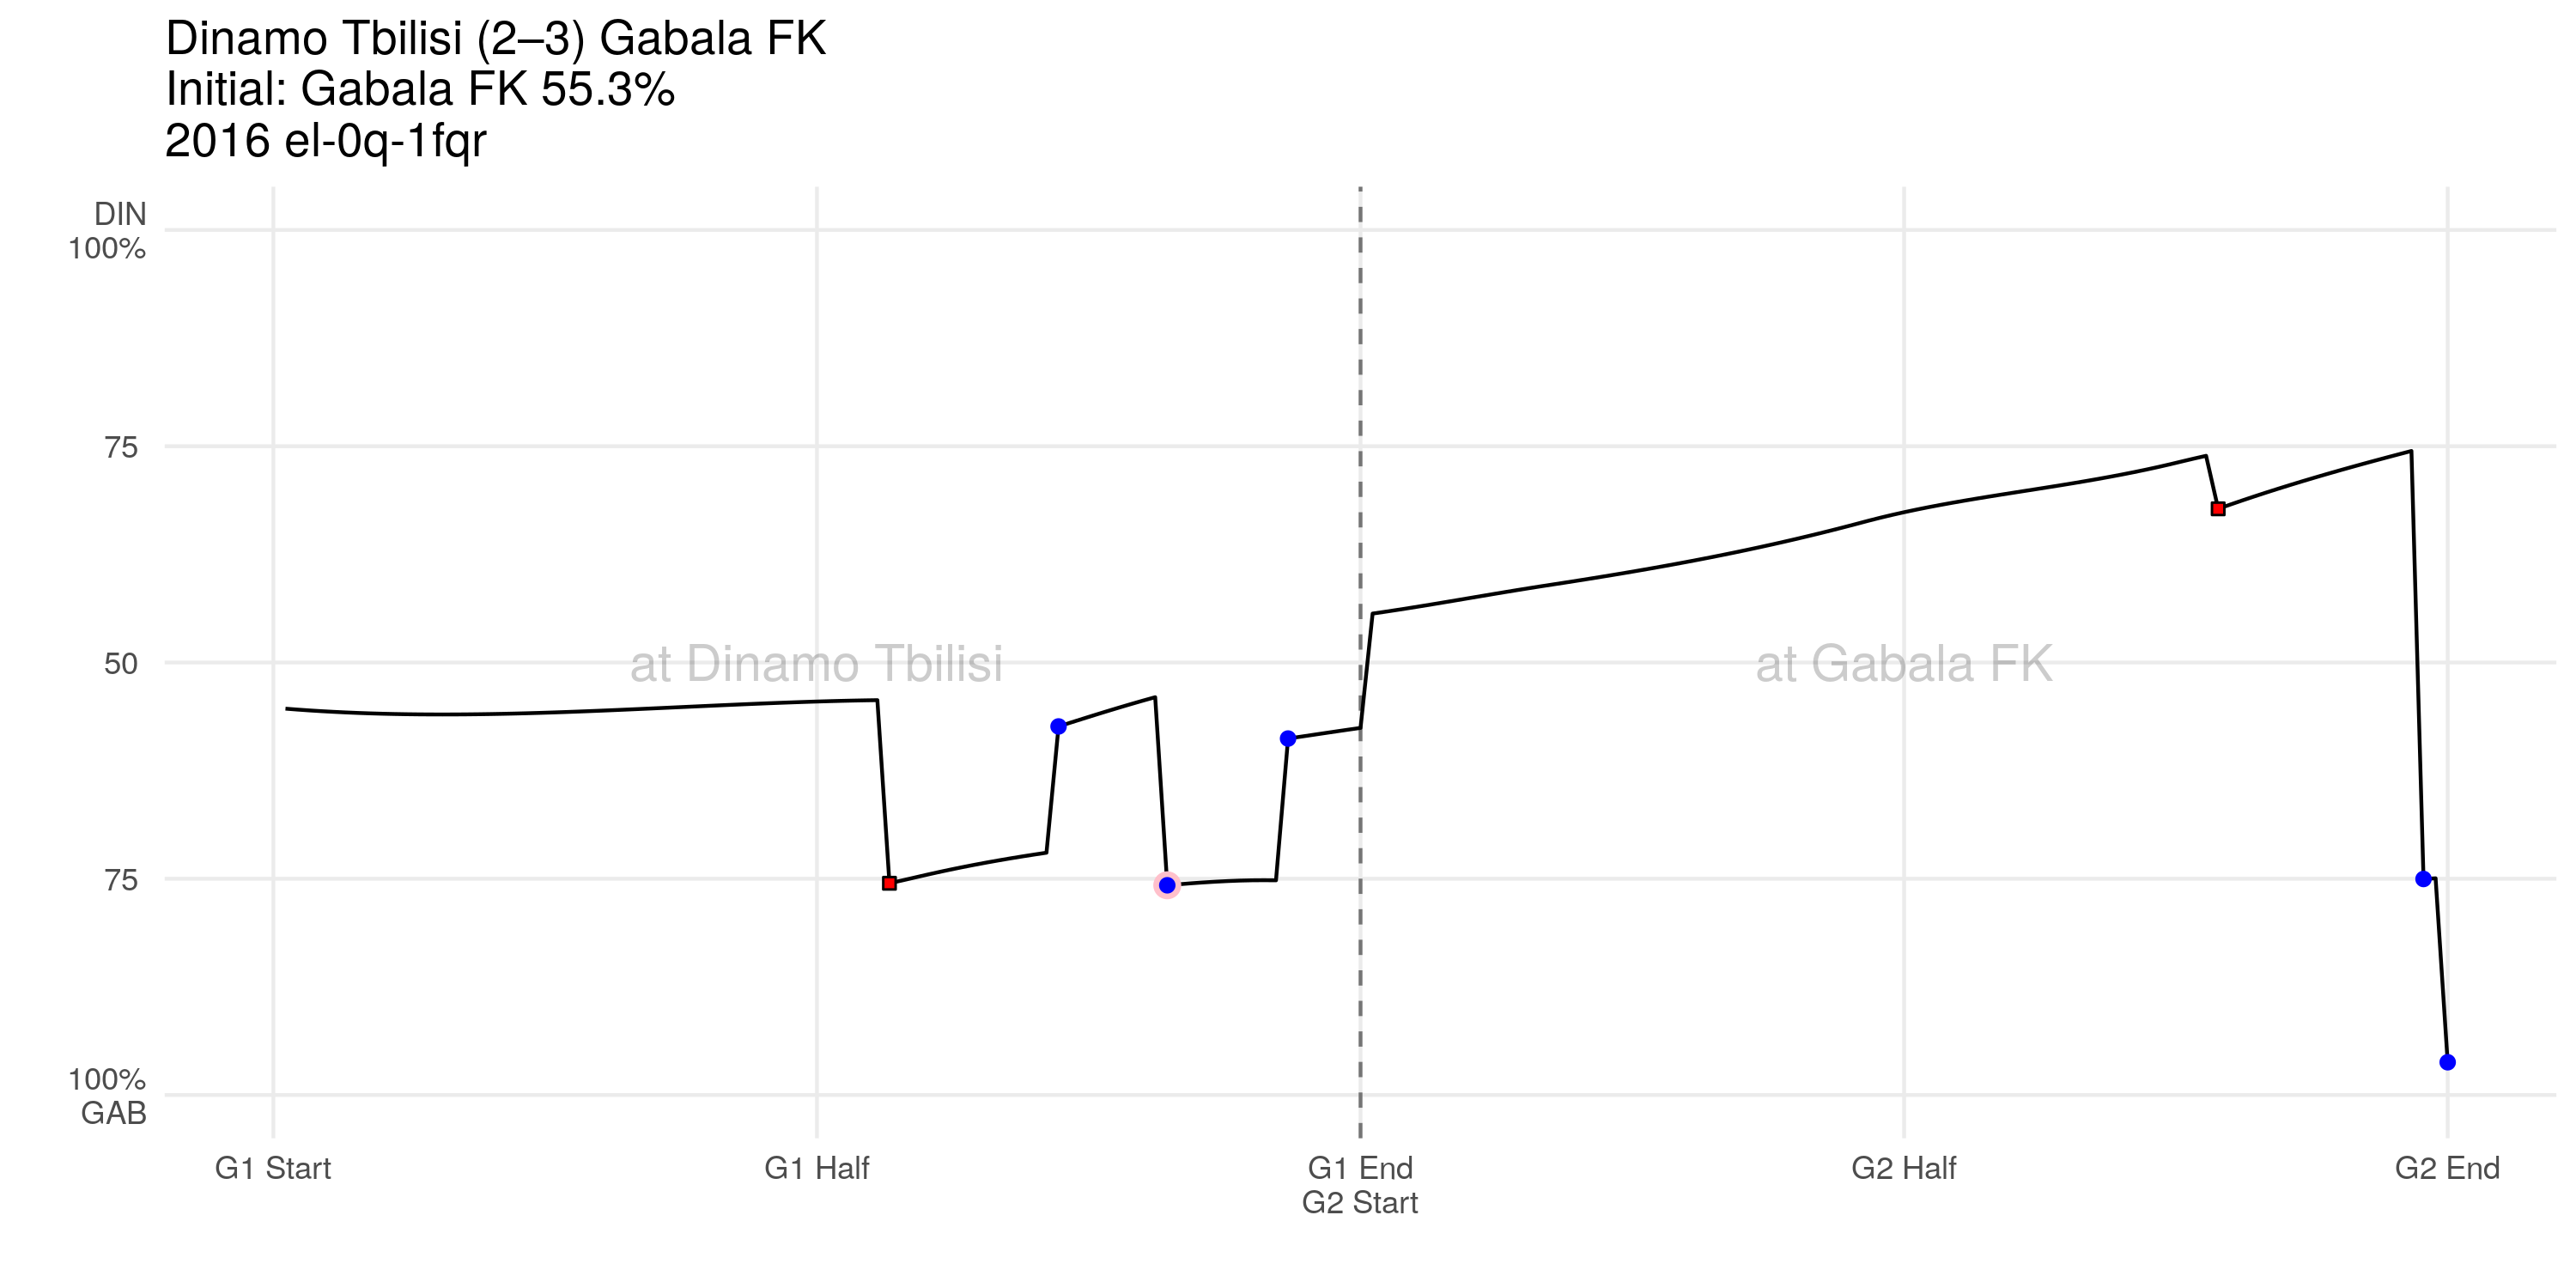 Dinamo Tbilisi (2–3) Gabala FK
Initial: Gabala FK 55.3%
2016 el-0q-1fqr
DIN
100%
75
50
75
100%
GAB
at Dinamo Tbilisi
at Gabala FK
G1 Start
G1 Half
G1 End
G2 Start
G2 Half
G2 End